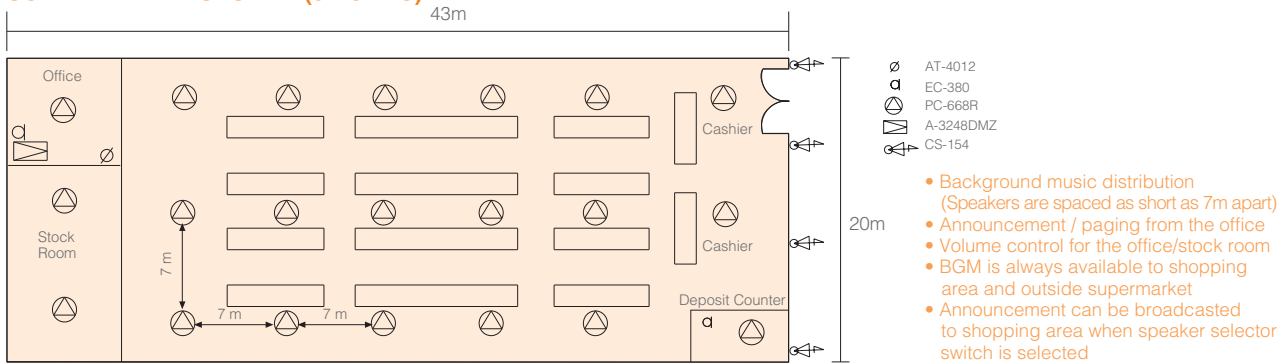 43m
Office
Cashier
Stock
Room
7 m
Cashier
7 m
7 m
Deposit Counter
20m
AT-4012
EC-380
PC-668R
A-3248DMZ
CS-154
• Background music distribution
(Speakers are spaced as short as 7m apart)
• Announcement / paging from the office
• Volume control for the office/stock room
• BGM is always available to shopping
area and outside supermarket
• Announcement can be broadcasted
to shopping area when speaker selector
switch is selected